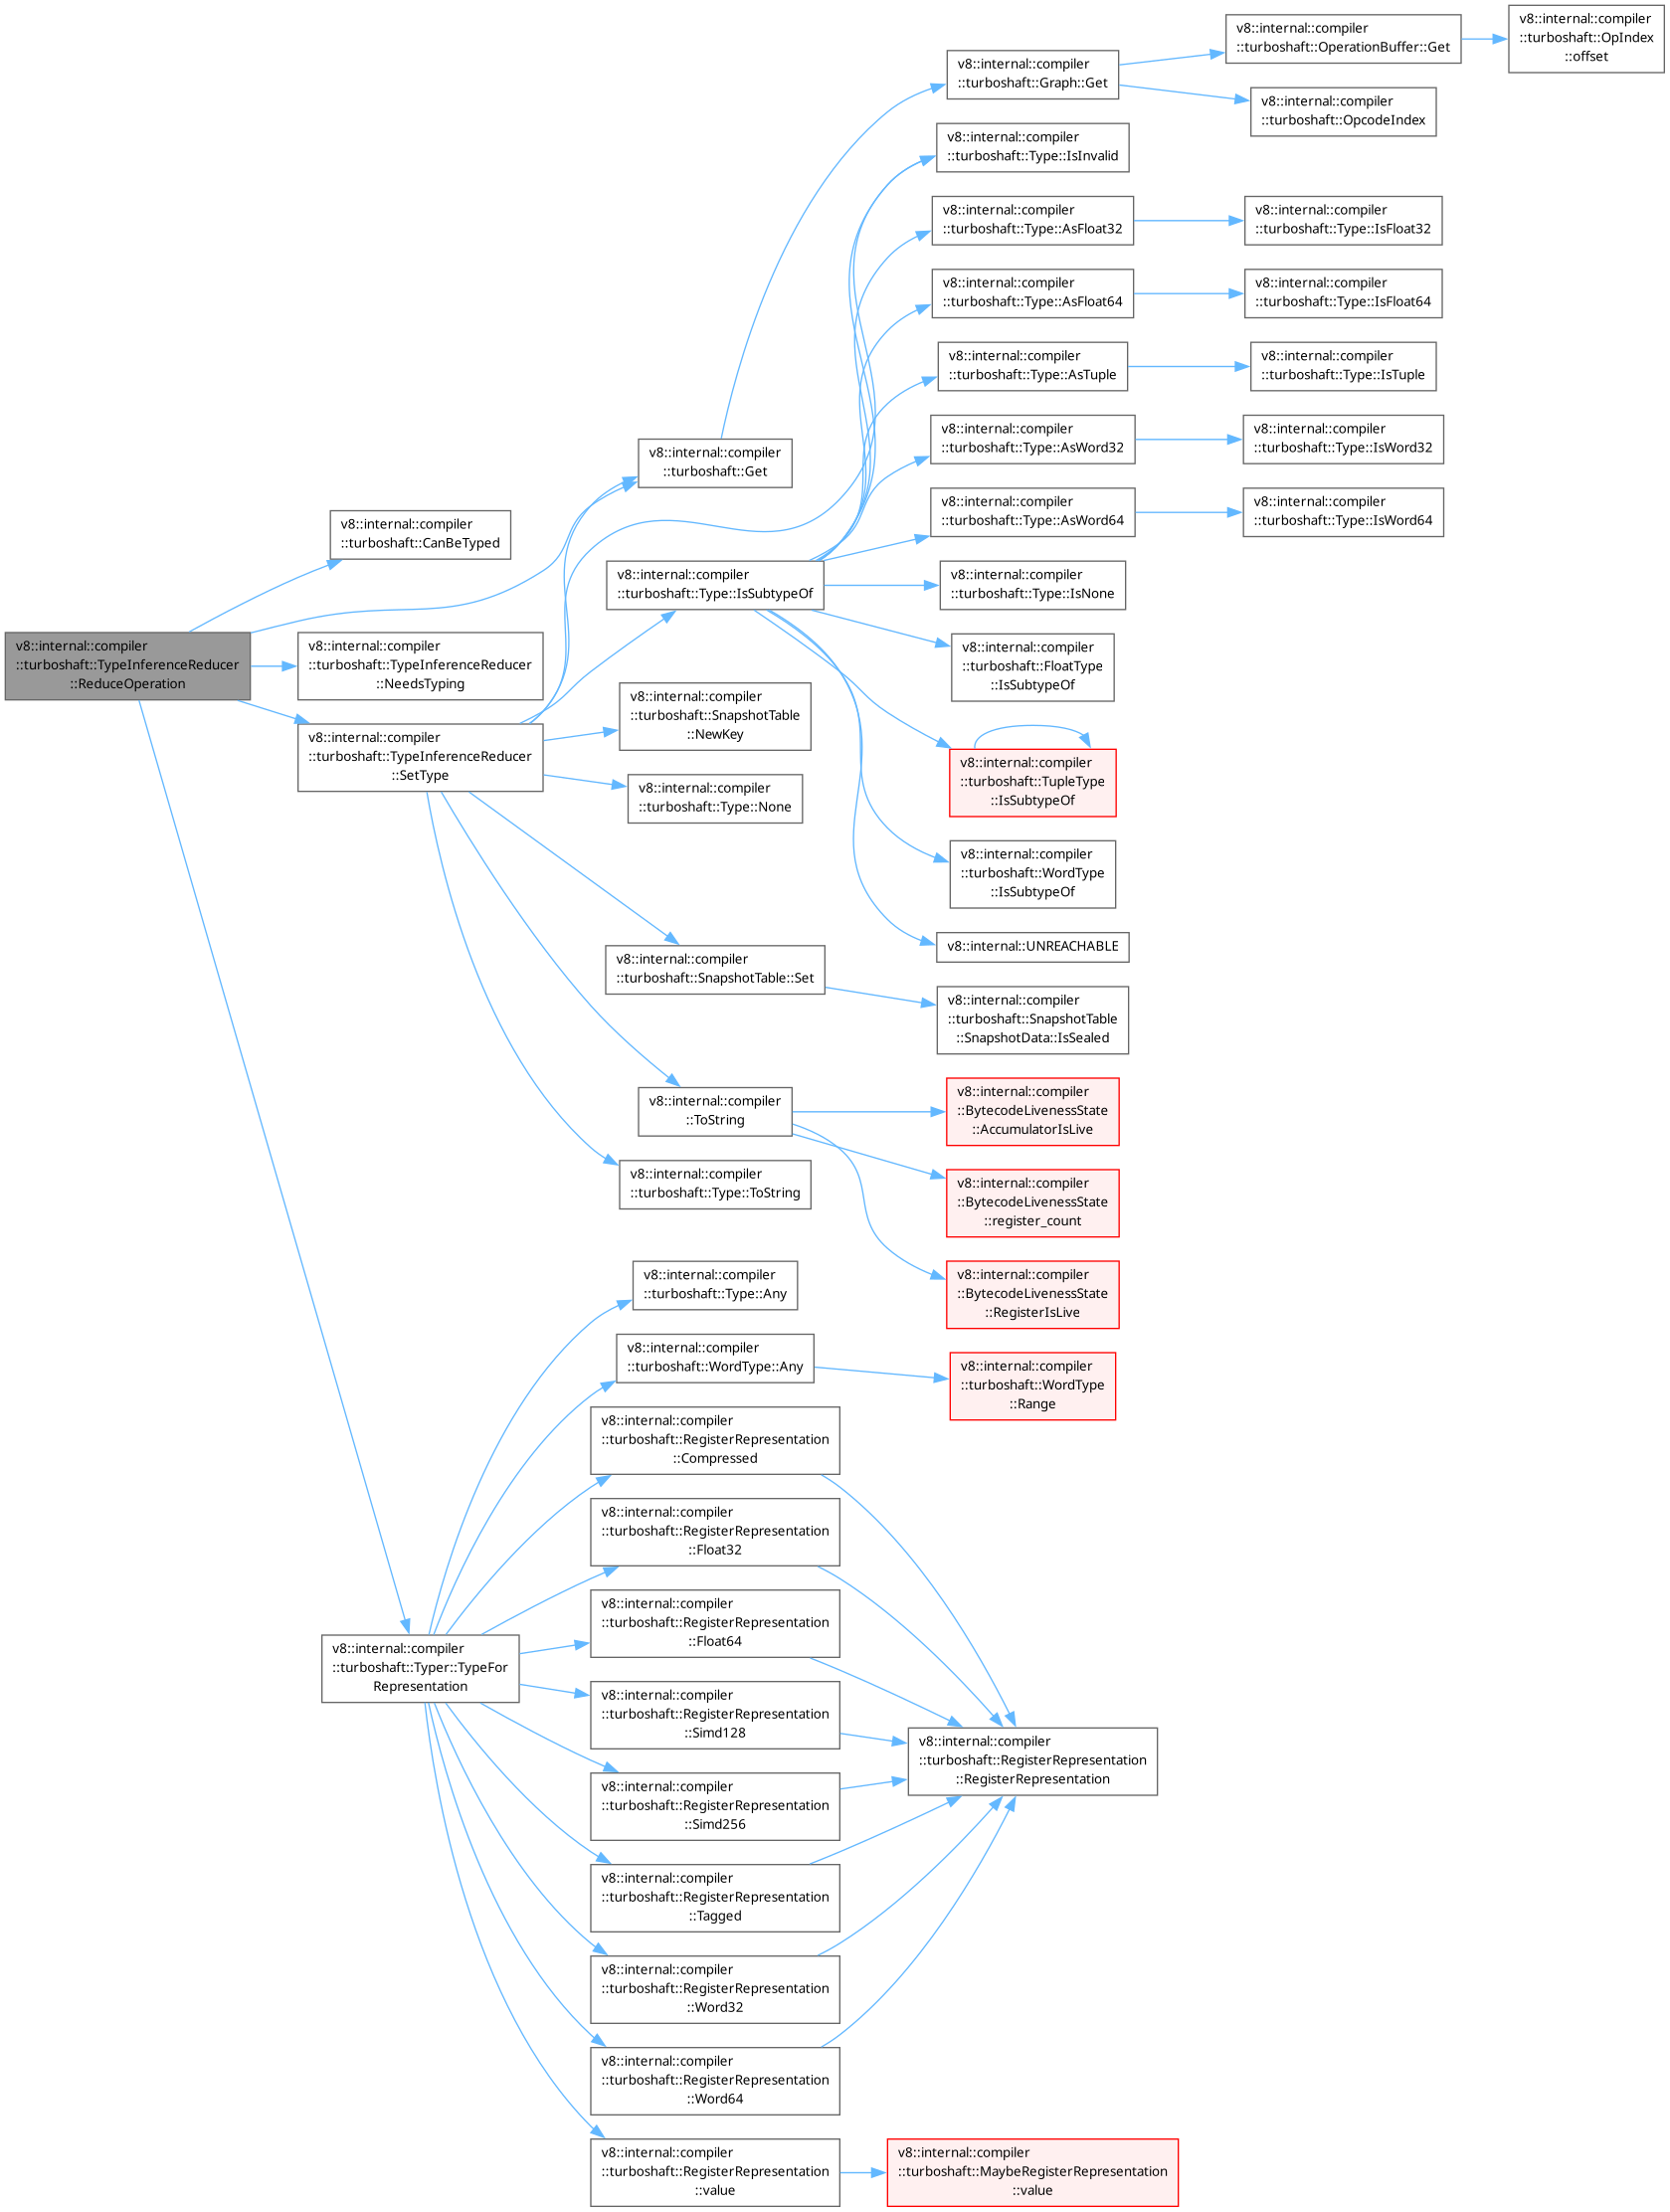 v8::internal::compiler
::turboshaft::TypeInferenceReducer
::ReduceOperation
v8::internal::compiler
::turboshaft::CanBeTyped
v8::internal::compiler
::turboshaft::TypeInferenceReducer
::NeedsTyping
v8::internal::compiler
::turboshaft::TypeInferenceReducer
::SetType
v8::internal::compiler
::turboshaft::Typer::TypeFor
Representation
v8::internal::compiler
::turboshaft::Get
v8::internal::compiler
::turboshaft::Type::IsSubtypeOf
v8::internal::compiler
::turboshaft::SnapshotTable
::NewKey
v8::internal::compiler
::turboshaft::Type::None
v8::internal::compiler
::turboshaft::SnapshotTable::Set
v8::internal::compiler
::ToString
v8::internal::compiler
::turboshaft::Type::ToString
v8::internal::compiler
::turboshaft::Type::Any
v8::internal::compiler
::turboshaft::WordType::Any
v8::internal::compiler
::turboshaft::RegisterRepresentation
::Compressed
v8::internal::compiler
::turboshaft::RegisterRepresentation
::Float32
v8::internal::compiler
::turboshaft::RegisterRepresentation
::Float64
v8::internal::compiler
::turboshaft::RegisterRepresentation
::Simd128
v8::internal::compiler
::turboshaft::RegisterRepresentation
::Simd256
v8::internal::compiler
::turboshaft::RegisterRepresentation
::Tagged
v8::internal::compiler
::turboshaft::RegisterRepresentation
::Word32
v8::internal::compiler
::turboshaft::RegisterRepresentation
::Word64
v8::internal::compiler
::turboshaft::RegisterRepresentation
::value
v8::internal::compiler
::turboshaft::Graph::Get
v8::internal::compiler
::turboshaft::Type::IsInvalid
v8::internal::compiler
::turboshaft::Type::AsFloat32
v8::internal::compiler
::turboshaft::Type::AsFloat64
v8::internal::compiler
::turboshaft::Type::AsTuple
v8::internal::compiler
::turboshaft::Type::AsWord32
v8::internal::compiler
::turboshaft::Type::AsWord64
v8::internal::compiler
::turboshaft::Type::IsNone
v8::internal::compiler
::turboshaft::FloatType
::IsSubtypeOf
v8::internal::compiler
::turboshaft::TupleType
::IsSubtypeOf
v8::internal::compiler
::turboshaft::WordType
::IsSubtypeOf
v8::internal::UNREACHABLE
v8::internal::compiler
::turboshaft::SnapshotTable
::SnapshotData::IsSealed
v8::internal::compiler
::BytecodeLivenessState
::AccumulatorIsLive
v8::internal::compiler
::BytecodeLivenessState
::register_count
v8::internal::compiler
::BytecodeLivenessState
::RegisterIsLive
v8::internal::compiler
::turboshaft::WordType
::Range
v8::internal::compiler
::turboshaft::RegisterRepresentation
::RegisterRepresentation
v8::internal::compiler
::turboshaft::MaybeRegisterRepresentation
::value
v8::internal::compiler
::turboshaft::OperationBuffer::Get
v8::internal::compiler
::turboshaft::OpcodeIndex
v8::internal::compiler
::turboshaft::Type::IsFloat32
v8::internal::compiler
::turboshaft::Type::IsFloat64
v8::internal::compiler
::turboshaft::Type::IsTuple
v8::internal::compiler
::turboshaft::Type::IsWord32
v8::internal::compiler
::turboshaft::Type::IsWord64
v8::internal::compiler
::turboshaft::OpIndex
::offset